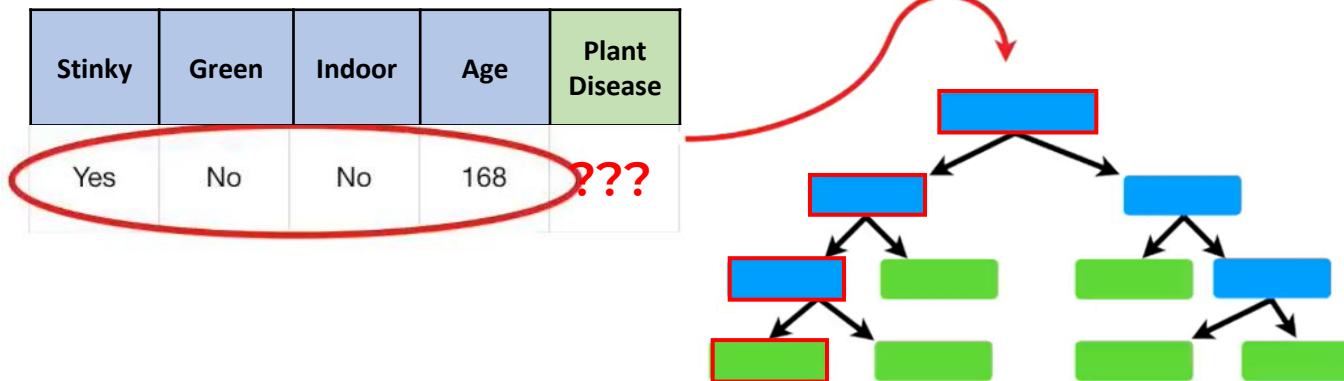 Stinky Green Indoor Age Plant
Disease
Yes No No 168 ???